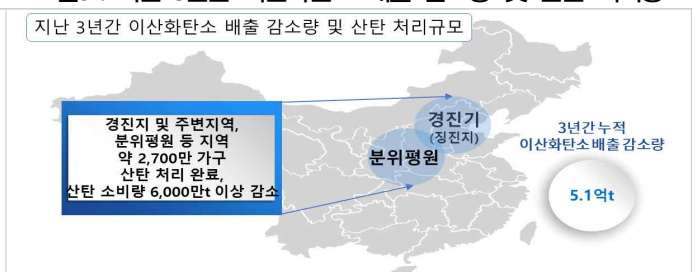 지난 3년간 이산화탄소 배출 감소량 및 산탄 처리규모
경진지 및 주변지역,
분위평원 등 지역
약 2,700만 가구
산탄 처리 완료,
산탄 소비량 6,000만t 이상 감소
경진기
(징진지)
분위평원
3년간 누적
이산화탄소 배출 감소량
5.1억t